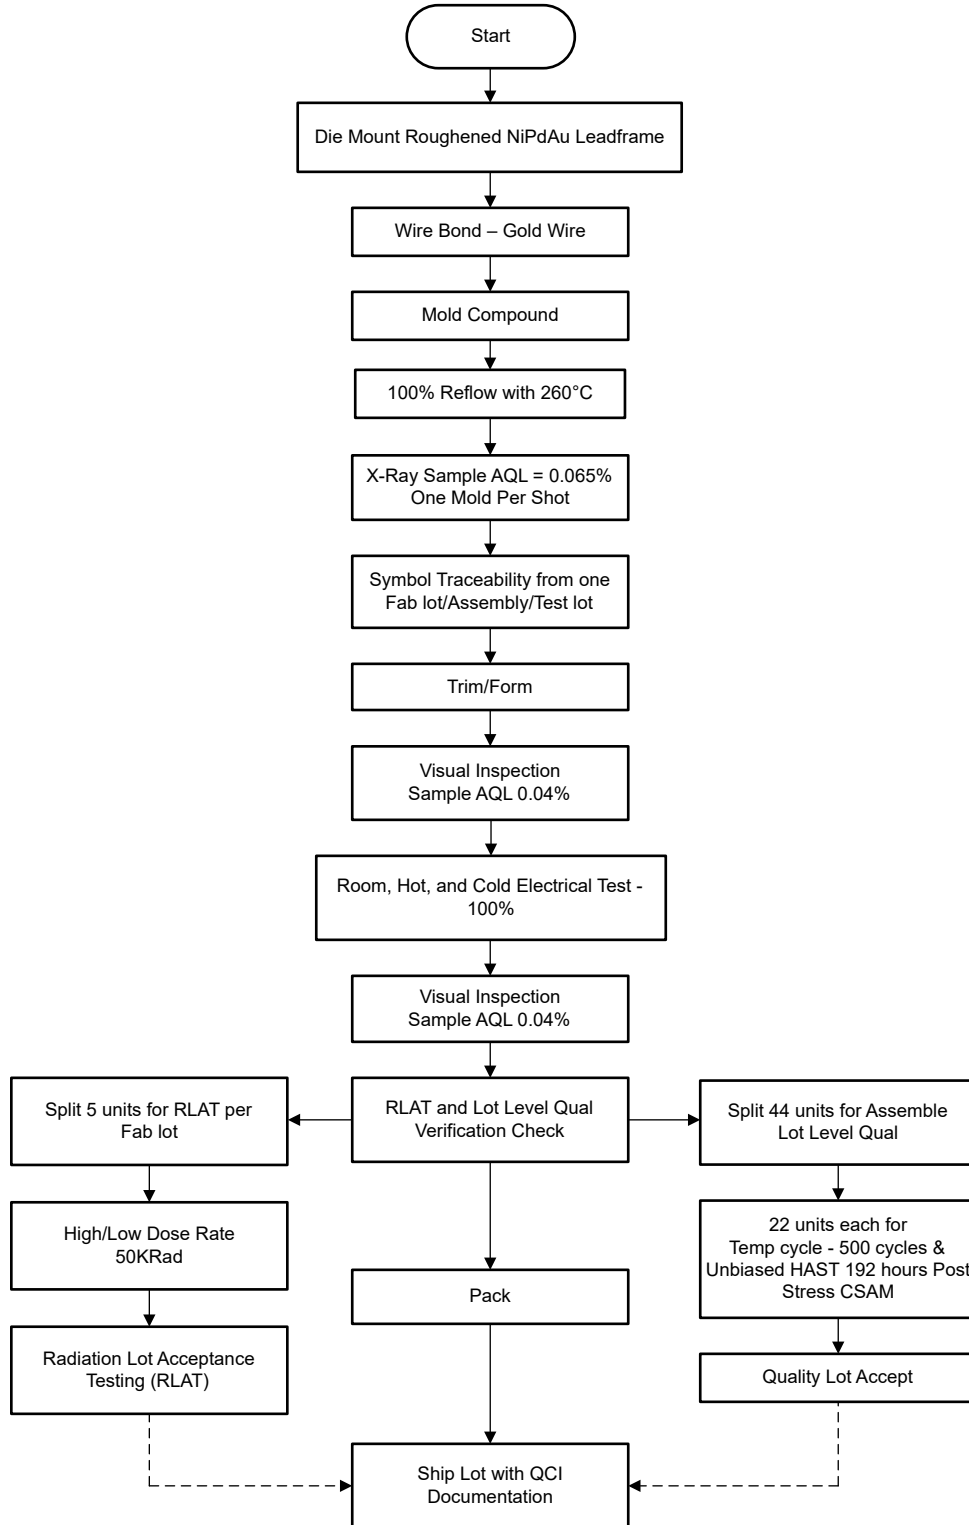 Start
Die Mount Roughened NiPdAu Leadframe
Wire Bond – Gold Wire
Mold Compound
100% Reflow with 260°C
X-Ray Sample AQL = 0.065%
One Mold Per Shot
Symbol Traceability from one
Fab lot/Assembly/Test lot
Trim/Form
Visual Inspection
Sample AQL 0.04%
Room, Hot, and Cold Electrical Test -
100%
Visual Inspection
Sample AQL 0.04%
Split 5 units for RLAT per
Fab lot
RLAT and Lot Level Qual
Verification Check
Split 44 units for Assemble
Lot Level Qual
High/Low Dose Rate
50KRad
22 units each for
Temp cycle - 500 cycles &
Unbiased HAST 192 hours Post
Stress CSAM
Pack
Radiation Lot Acceptance
Testing (RLAT)
Quality Lot Accept
Ship Lot with QCI
Documentation